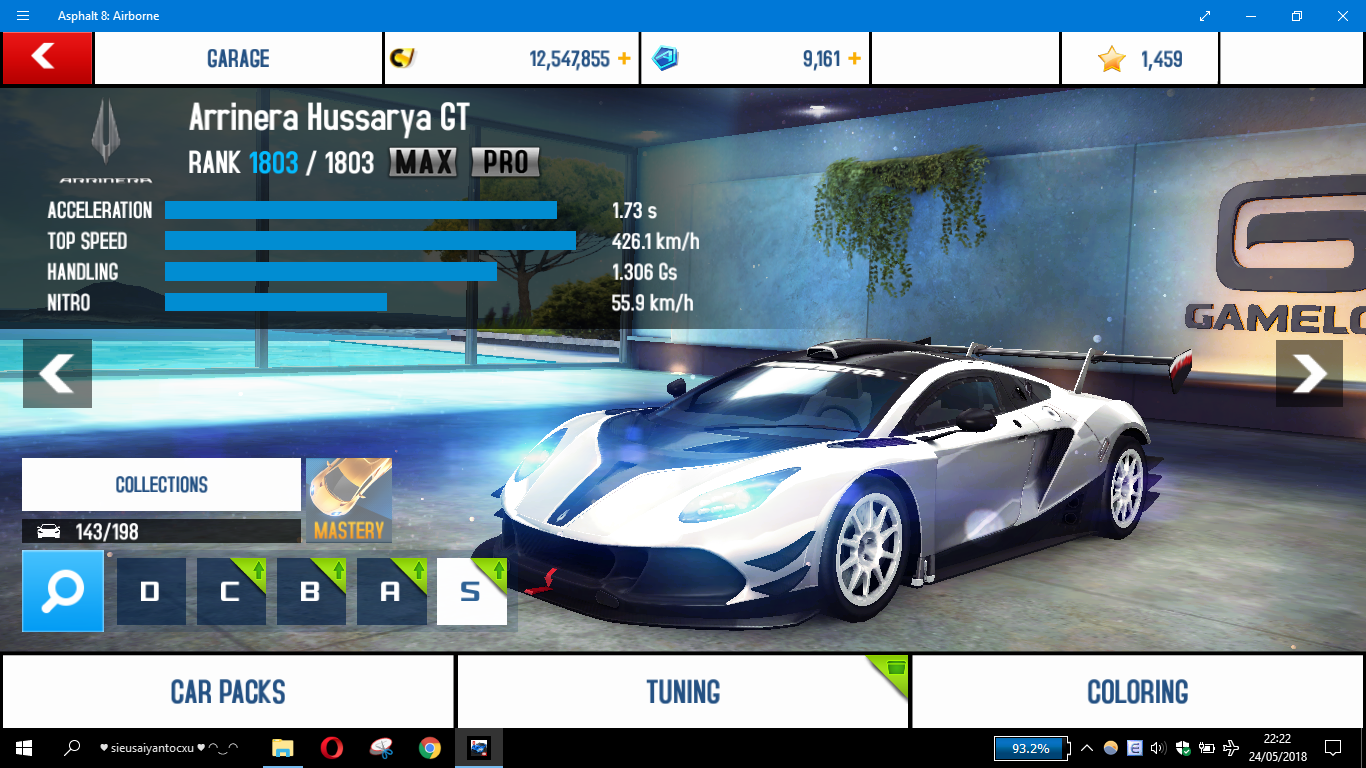 Asphalt 8: Airborne
GARAGE
12,547,855 +
9,161 +
1,459
Arrinera Hussarya GT
ARRINERA
RANK 1803 / 1803 MAX PRO
ACCELERATION 1.73 s
TOP SPEED 426.1 km/h
HANDLING 1.306 Gs
NITRO 55.9 km/h
GAMELO
COLLECTIONS
MASTERY
143/198
D C B A S
CAR PACKS
TUNING
COLORING
♥ sieusaiyantocxu ♥ ◠‿◠
93.2%
22:22
24/05/2018